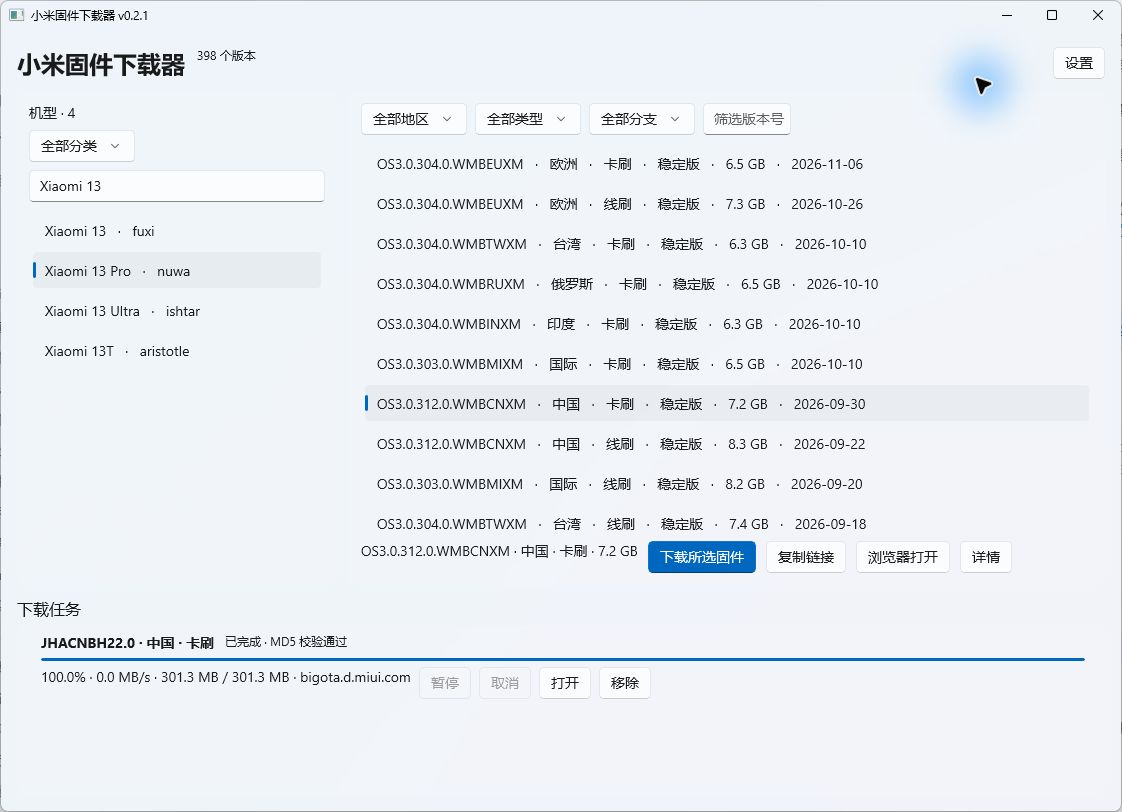 小米固件下载器 v0.2.1
小米固件下载器 398 个版本
设置
机型 · 4
全部分类
Xiaomi 13
Xiaomi 13 · fuxi
Xiaomi 13 Pro · nuwa
Xiaomi 13 Ultra · ishtar
Xiaomi 13T · aristotle
全部地区 全部类型 全部分支 筛选版本号
OS3.0.304.0.WMBEUXM · 欧洲 · 卡刷 · 稳定版 · 6.5 GB · 2026-11-06
OS3.0.304.0.WMBEUXM · 欧洲 · 线刷 · 稳定版 · 7.3 GB · 2026-10-26
OS3.0.304.0.WMBTWXM · 台湾 · 卡刷 · 稳定版 · 6.3 GB · 2026-10-10
OS3.0.304.0.WMBRUXM · 俄罗斯 · 卡刷 · 稳定版 · 6.5 GB · 2026-10-10
OS3.0.304.0.WMBINXM · 印度 · 卡刷 · 稳定版 · 6.3 GB · 2026-10-10
OS3.0.303.0.WMBMIXM · 国际 · 卡刷 · 稳定版 · 6.5 GB · 2026-10-10
OS3.0.312.0.WMBCNXM · 中国 · 卡刷 · 稳定版 · 7.2 GB · 2026-09-30
OS3.0.312.0.WMBCNXM · 中国 · 线刷 · 稳定版 · 8.3 GB · 2026-09-22
OS3.0.303.0.WMBMIXM · 国际 · 线刷 · 稳定版 · 8.2 GB · 2026-09-20
OS3.0.304.0.WMBTWXM · 台湾 · 线刷 · 稳定版 · 7.4 GB · 2026-09-18
OS3.0.312.0.WMBCNXM · 中国 · 卡刷 · 7.2 GB 下载所选固件 复制链接 浏览器打开 详情
下载任务
JHACNBH22.0 · 中国 · 卡刷 已完成 · MD5 校验通过
100.0% · 0.0 MB/s · 301.3 MB / 301.3 MB · bigota.d.miui.com 暂停 取消 打开 移除